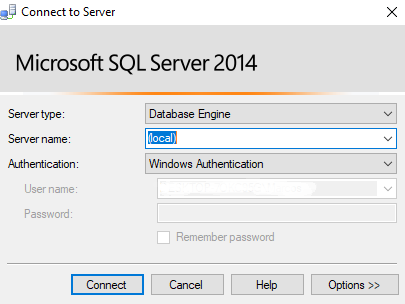 Connect to Server
Microsoft SQL Server 2014
Server type: Database Engine
Server name: (local)
Authentication: Windows Authentication
User name:
Password:
Remember password
Connect Cancel Help Options >>